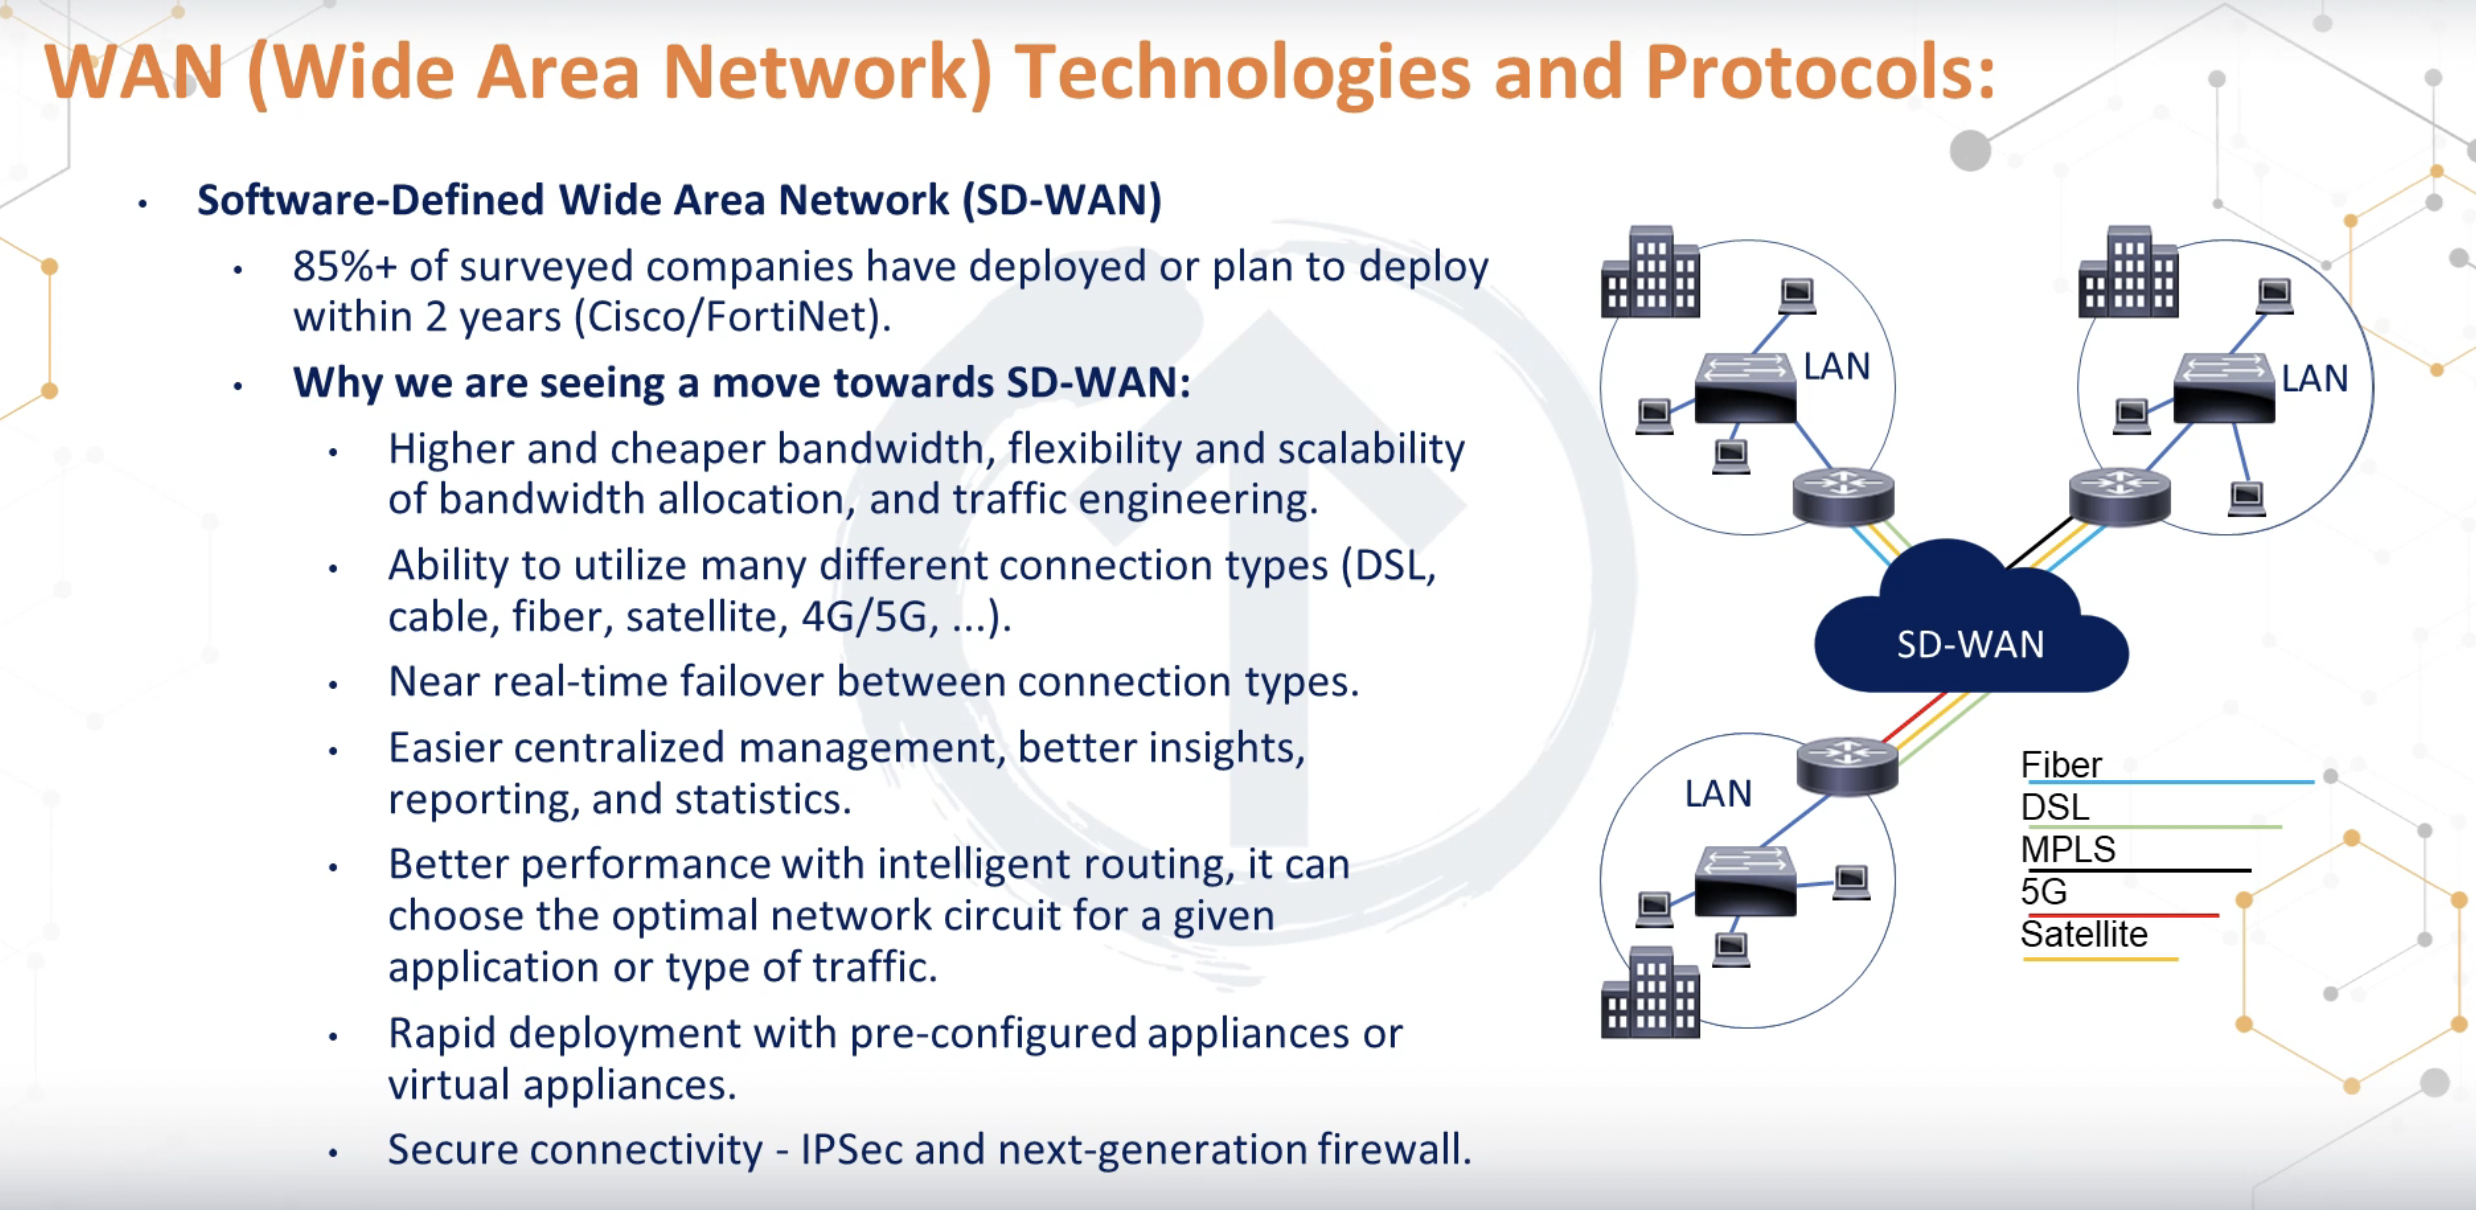 WAN (Wide Area Network) Technologies and Protocols:
• Software-Defined Wide Area Network (SD-WAN)
• 85%+ of surveyed companies have deployed or plan to deploy
within 2 years (Cisco/FortiNet).
• Why we are seeing a move towards SD-WAN:
• Higher and cheaper bandwidth, flexibility and scalability
of bandwidth allocation, and traffic engineering.
• Ability to utilize many different connection types (DSL,
cable, fiber, satellite, 4G/5G, ...).
• Near real-time failover between connection types.
• Easier centralized management, better insights,
reporting, and statistics.
• Better performance with intelligent routing, it can
choose the optimal network circuit for a given
application or type of traffic.
• Rapid deployment with pre-configured appliances or
virtual appliances.
• Secure connectivity - IPSec and next-generation firewall.
LAN
LAN
SD-WAN
LAN
Fiber
DSL
MPLS
5G
Satellite